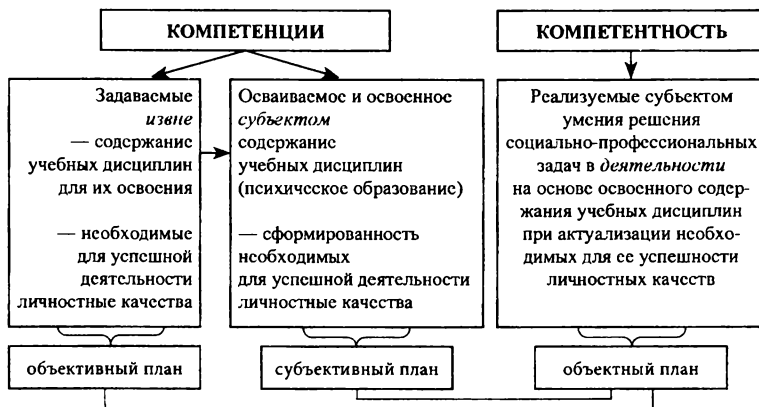 КОМПЕТЕНЦИИ
КОМПЕТЕНТНОСТЬ
Задаваемые
извне
— содержание
учебных дисциплин
для их освоения
— необходимые
для успешной
деятельности
личностные качества
Осваиваемое и освоенное
субъектом
содержание
учебных дисциплин
(психическое образование)
— сформированность
необходимых
для успешной деятельности
личностные качества
Реализуемые субъектом
умения решения
социально-профессиональных
задач в деятельности
на основе освоенного содер-
жания учебных дисциплин
при актуализации необхо-
димых для ее успешности
личностных качеств
объективный план
субъективный план
объектный план